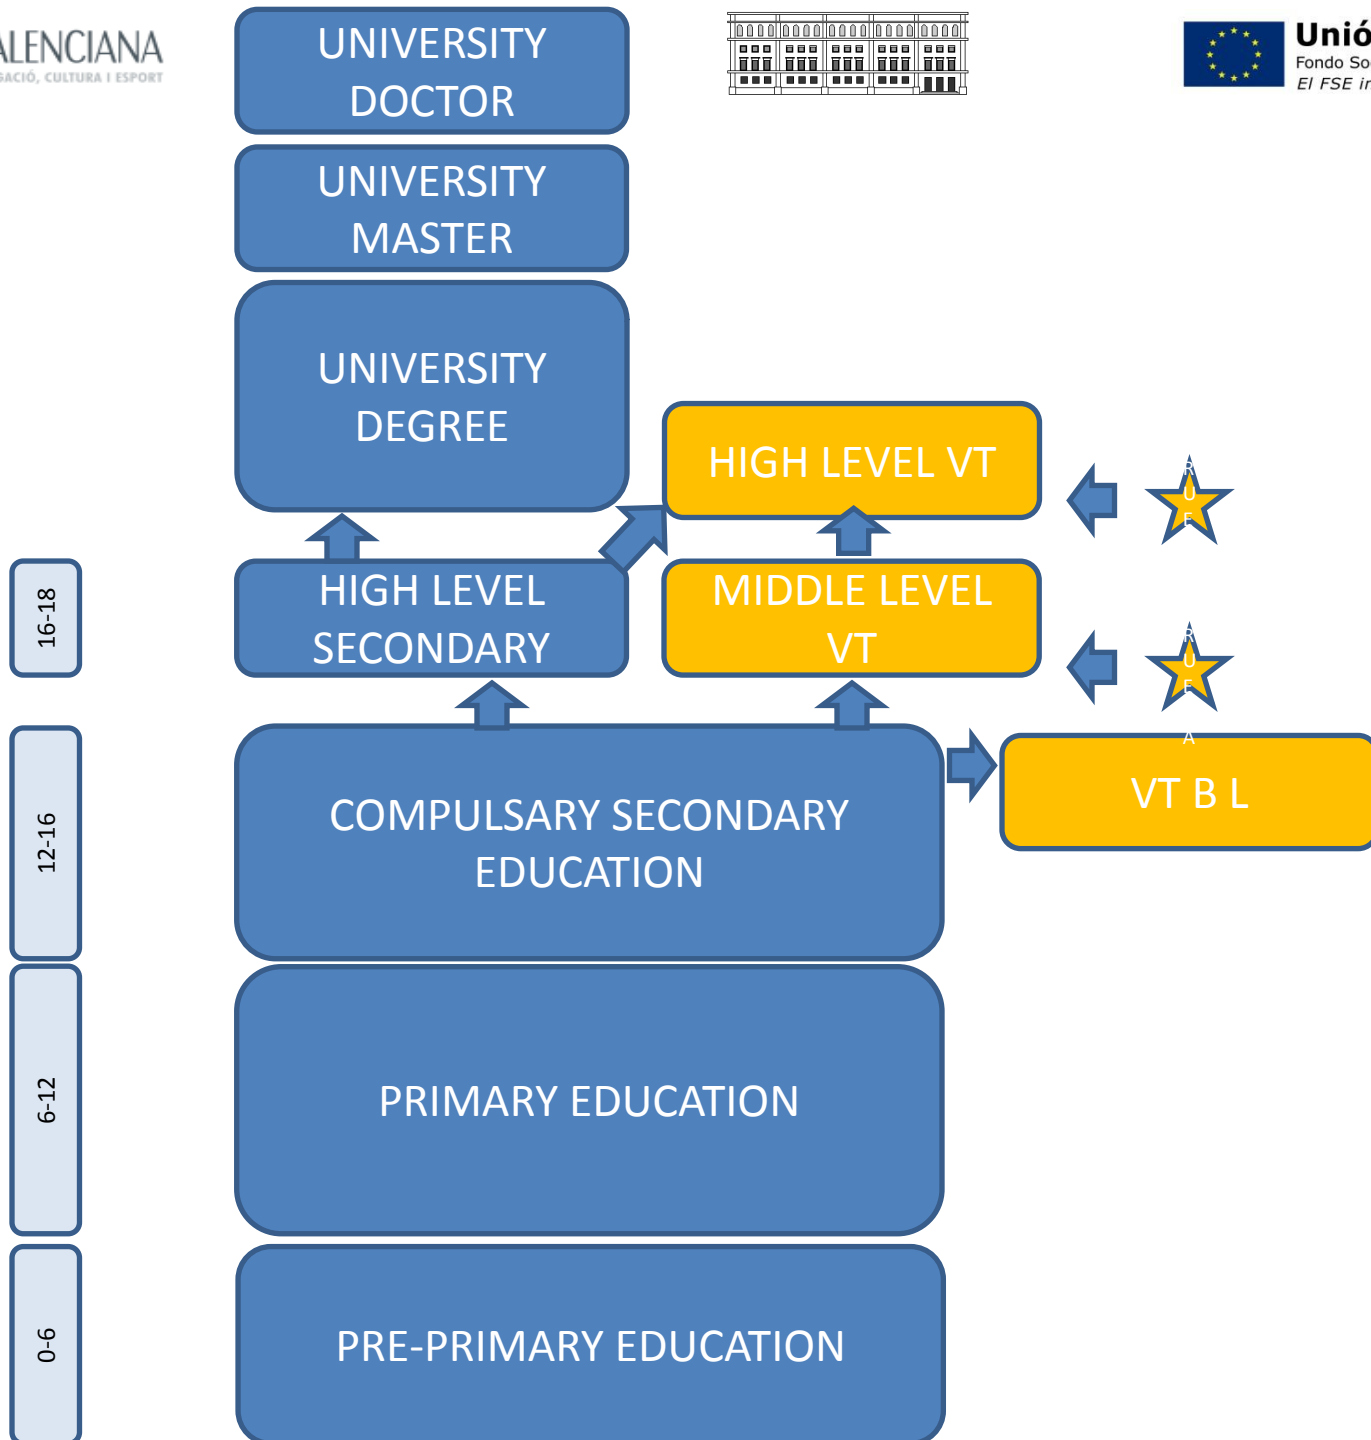 ALENCIANA
GACIÓ, CULTURA I ESPORT
Unió
Fondo So
El FSE in
UNIVERSITY
DOCTOR
UNIVERSITY
MASTER
UNIVERSITY
DEGREE
HIGH LEVEL VT
R
U
E
16-18
HIGH LEVEL
SECONDARY
MIDDLE LEVEL
VT
R
U
E
A
12-16
COMPULSARY SECONDARY
EDUCATION
VT B L
6-12
PRIMARY EDUCATION
0-6
PRE-PRIMARY EDUCATION